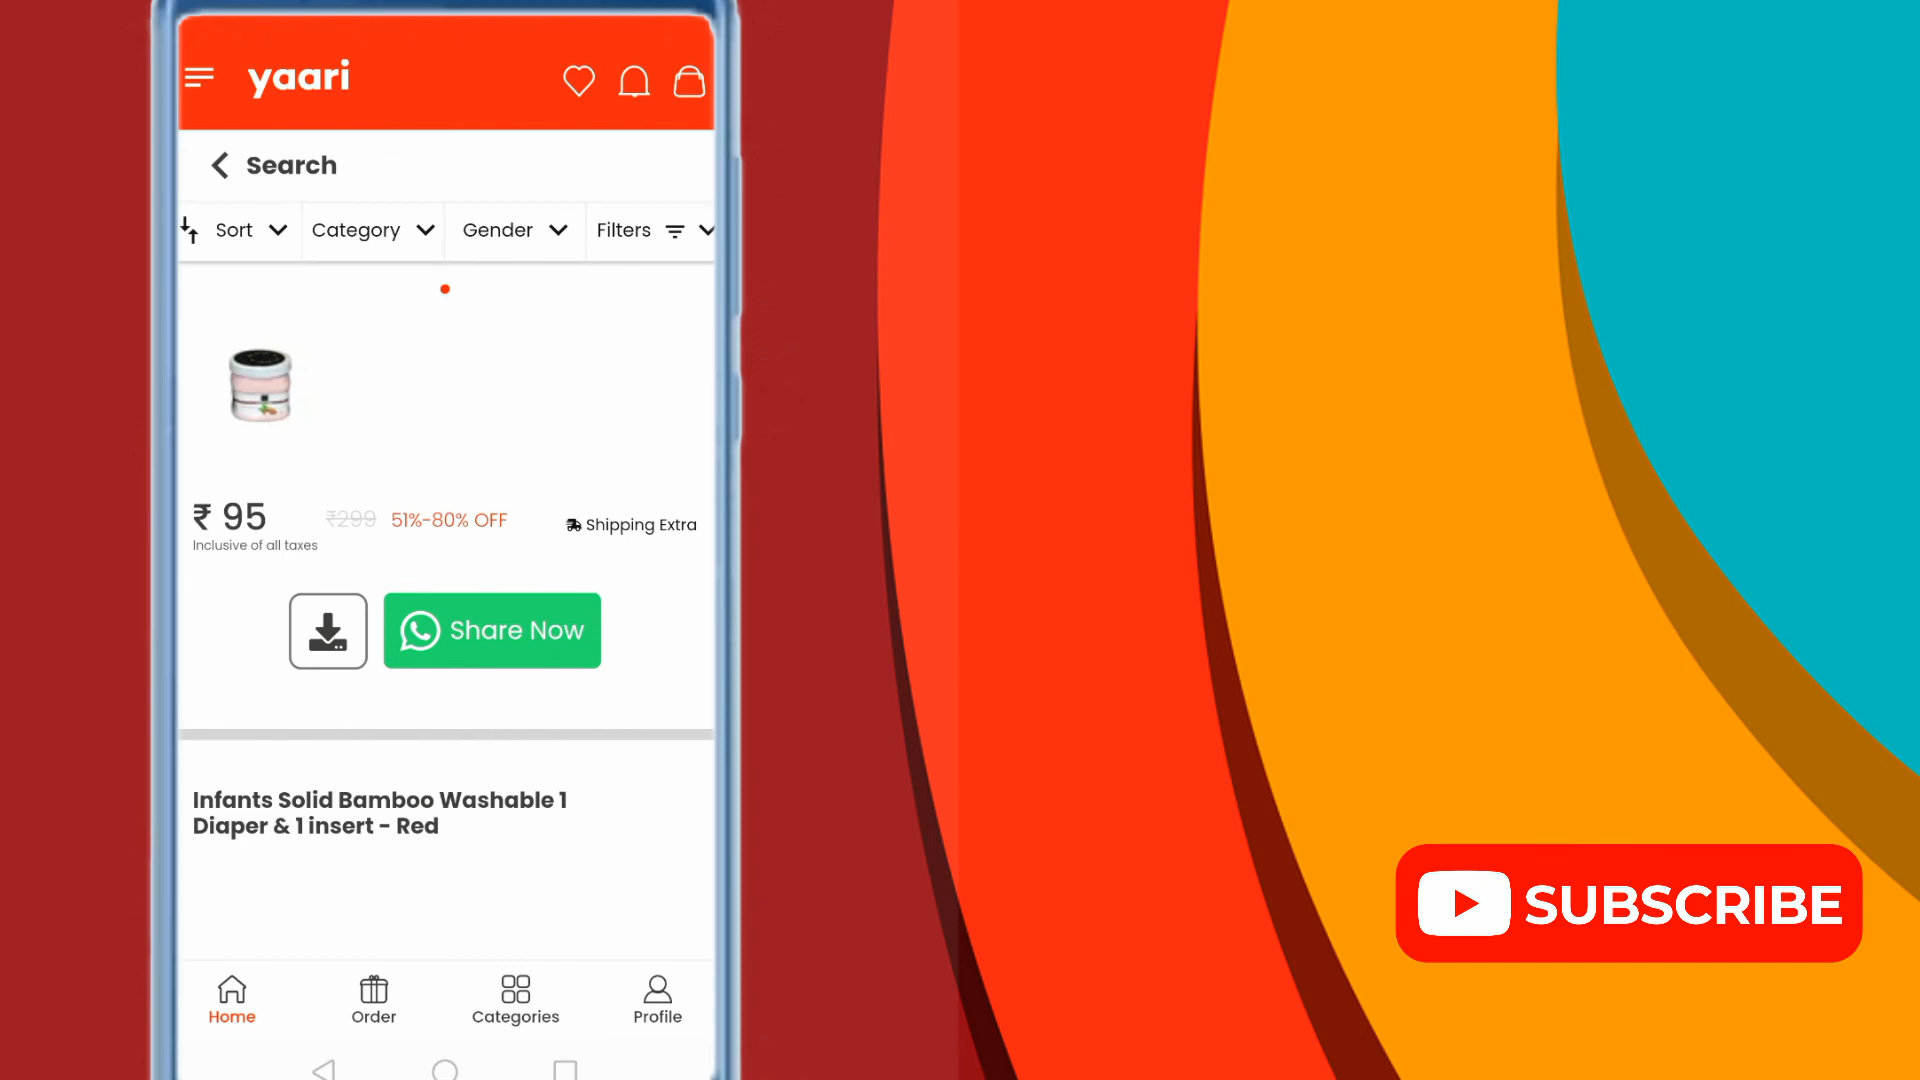 yaari
Search
Sort Category Gender Filters
₹ 95 ₹299 51%-80% OFF Shipping Extra
Inclusive of all taxes
Share Now
Infants Solid Bamboo Washable 1
Diaper & 1 insert - Red
SUBSCRIBE
Home Order Categories Profile